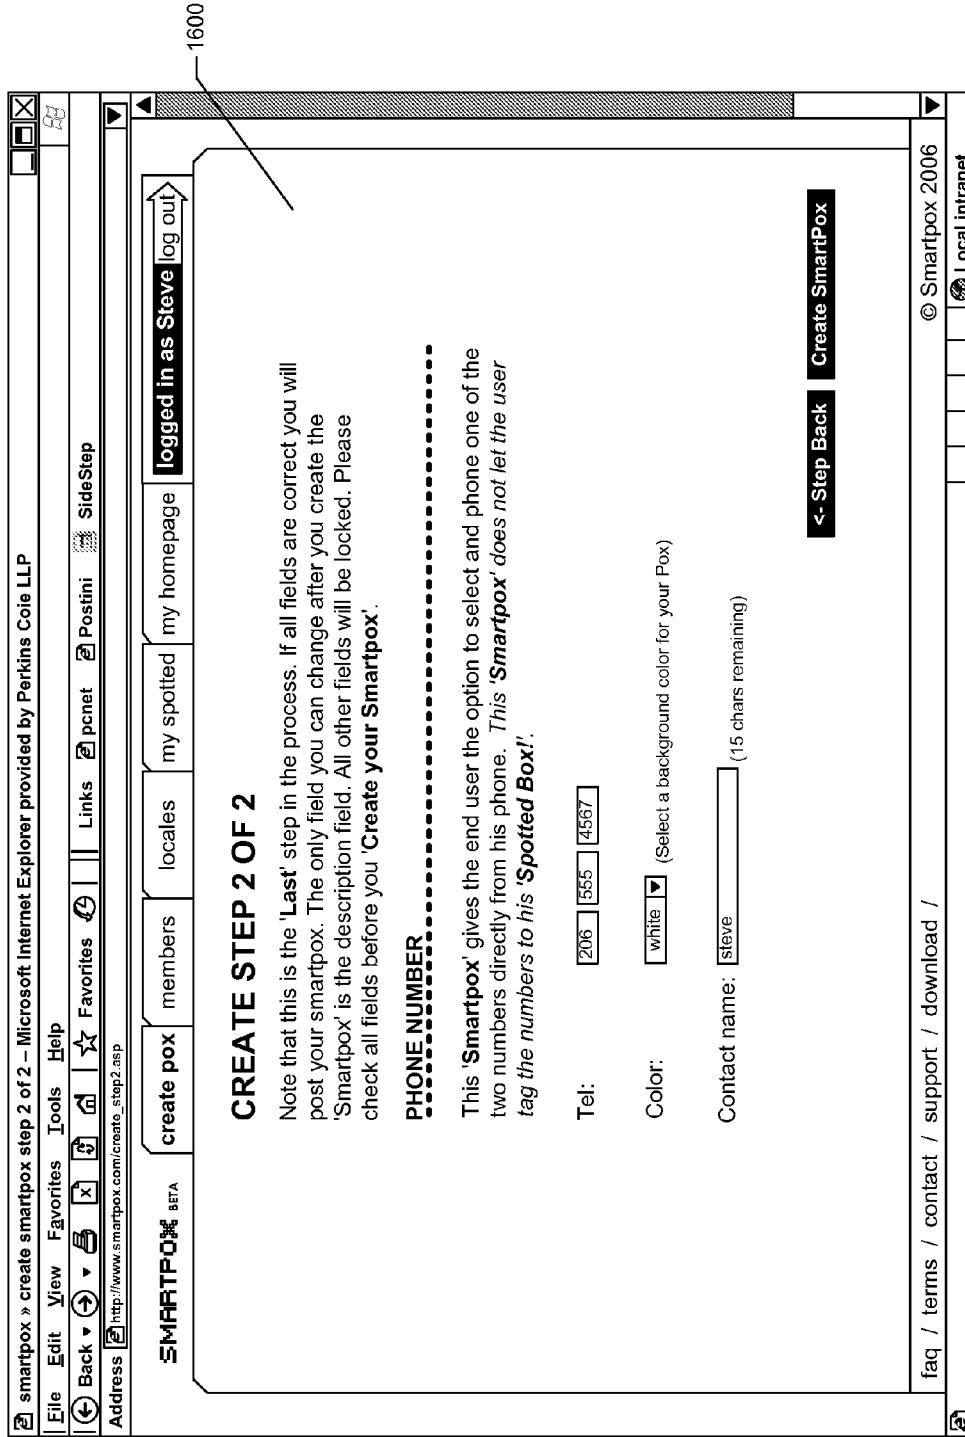 1600
smartpox » create smartpox step 2 of 2 – Microsoft Internet Explorer provided by Perkins Coie LLP
File Edit View Favorites Tools Help
Back Favorites Links pcnet Postini SideStep
Address http://www.smartpox.com/create_step2.asp
SMARTPOX BETA create pox members locales my spotted my homepage logged in as Steve log out
CREATE STEP 2 OF 2
Note that this is the 'Last' step in the process. If all fields are correct you will
post your smartpox. The only field you can change after you create the
'Smartpox' is the description field. All other fields will be locked. Please
check all fields before you 'Create your Smartpox'.
PHONE NUMBER
This 'Smartpox' gives the end user the option to select and phone one of the
two numbers directly from his phone. This 'Smartpox' does not let the user
tag the numbers to his 'Spotted Box!'.
Tel: 206 555 4567
Color: white (Select a background color for your Pox)
Contact name: steve (15 chars remaining)
<- Step Back Create SmartPox
faq / terms / contact / support / download / © Smartpox 2006
Local intranet